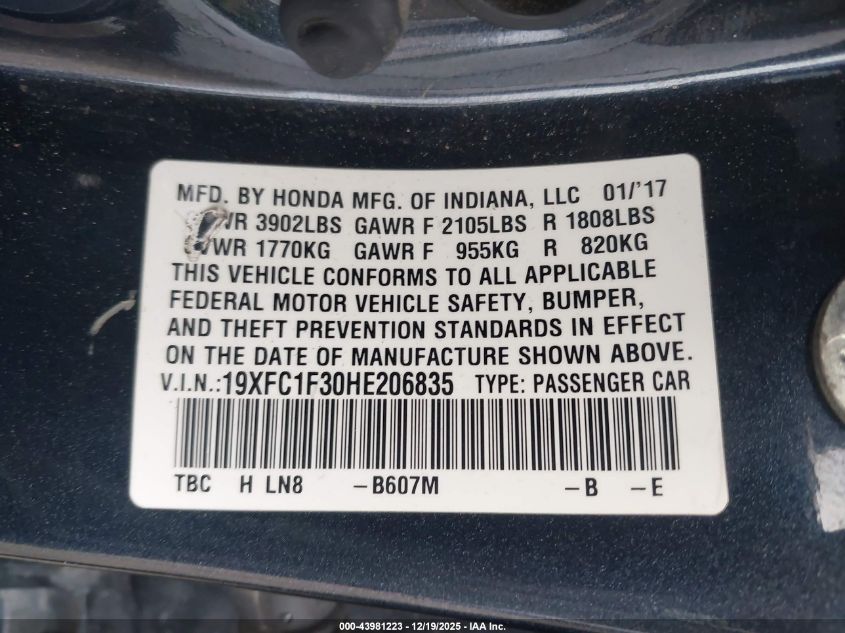 MFD. BY HONDA MFG. OF INDIANA, LLC 01/'17
WR 3902LBS GAWR F 2105LBS R 1808LBS
WR 1770KG GAWR F 955KG R 820KG
THIS VEHICLE CONFORMS TO ALL APPLICABLE
FEDERAL MOTOR VEHICLE SAFETY, BUMPER,
AND THEFT PREVENTION STANDARDS IN EFFECT
ON THE DATE OF MANUFACTURE SHOWN ABOVE.
V.I.N.:19XFC1F30HE206835 TYPE: PASSENGER CAR
TBC H LN8 -B607M -B -E
000-43981223 - 12/19/2025 - IAA Inc.